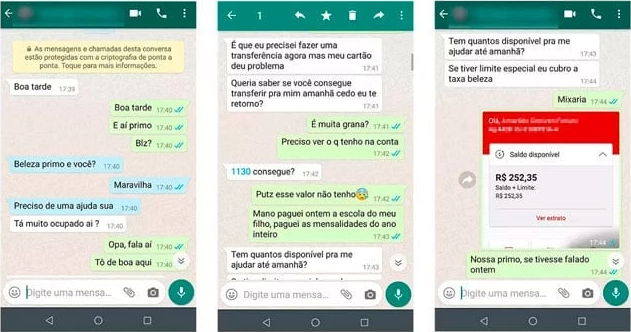 As mensagens e chamadas desta conversa
estão protegidas com a criptografia de ponta a
ponta. Toque para mais informações.
Boa tarde 17:39
Boa tarde 17:40
E aí primo 17:40
Blz? 17:40
Beleza primo e você? 17:40
Maravilha 17:40
Preciso de uma ajuda sua 17:40
Tá muito ocupado ai ? 17:40
Opa, fala aí 17:40
Tô de boa aqui 17:40
Digite uma mensa...
1
É que eu precisei fazer uma
transferência agora mas meu cartão
deu problema 17:41
Queria saber se você consegue
transferir pra mim amanhã cedo eu te
retorno? 17:41
É muita grana? 17:41
Preciso ver o q tenho na conta
17:42
1130 consegue? 17:42
Putz esse valor não tenho 17:42
Mano paguei ontem a escola do meu
filho, paguei as mensalidades do ano
inteiro 17:43
Tem quantos disponível pra me
ajudar até amanhã? 17:43
Digite uma mensa...
Tem quantos disponível pra me
ajudar até amanhã? 17:43
Se tiver limite especial eu cubro a
taxa beleza 17:44
Mixaria 17:44
Olá,
Saldo disponível
R$ 252,35
Saldo + Limite:
R$ 252,35
Ver extrato
17:44
Nossa primo, se tivesse falado
ontem 17:44
Digite uma mensa...